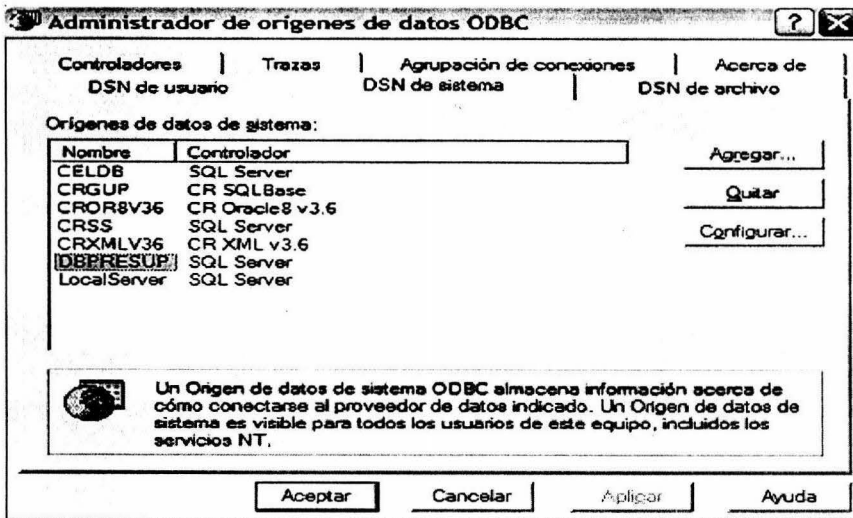 Administrador de orígenes de datos ODBC
Controladores Trazas Agrupación de conexiones Acerca de
DSN de usuario DSN de sistema DSN de archivo
Orígenes de datos de sistema:
Nombre Controlador
CELDB SQL Server
CRGUP CR SQLBase
CROR8V36 CR Oracle8 v3.6
CRSS SQL Server
CRXMLV36 CR XML v3.6
DBPRESUP SQL Server
LocalServer SQL Server
Agregar...
Quitar
Configurar...
Un Origen de datos de sistema ODBC almacena información acerca de
cómo conectarse al proveedor de datos indicado. Un Origen de datos de
sistema es visible para todos los usuarios de este equipo, incluidos los
servicios NT.
Aceptar Cancelar Aplicar Ayuda